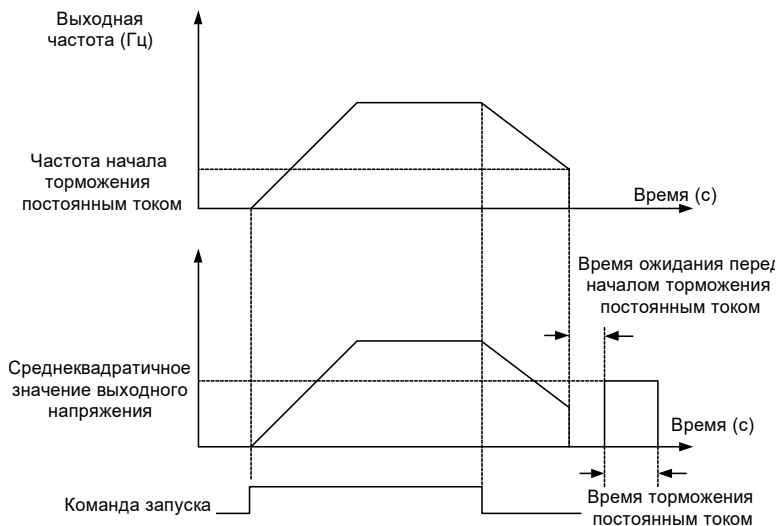 Выходная
частота (Гц)
Частота начала
торможения
постоянным током
Время (с)
Время ожидания перед
началом торможения
постоянным током
Среднеквадратичное
значение выходного
напряжения
Время (с)
Команда запуска
Время торможения
постоянным током